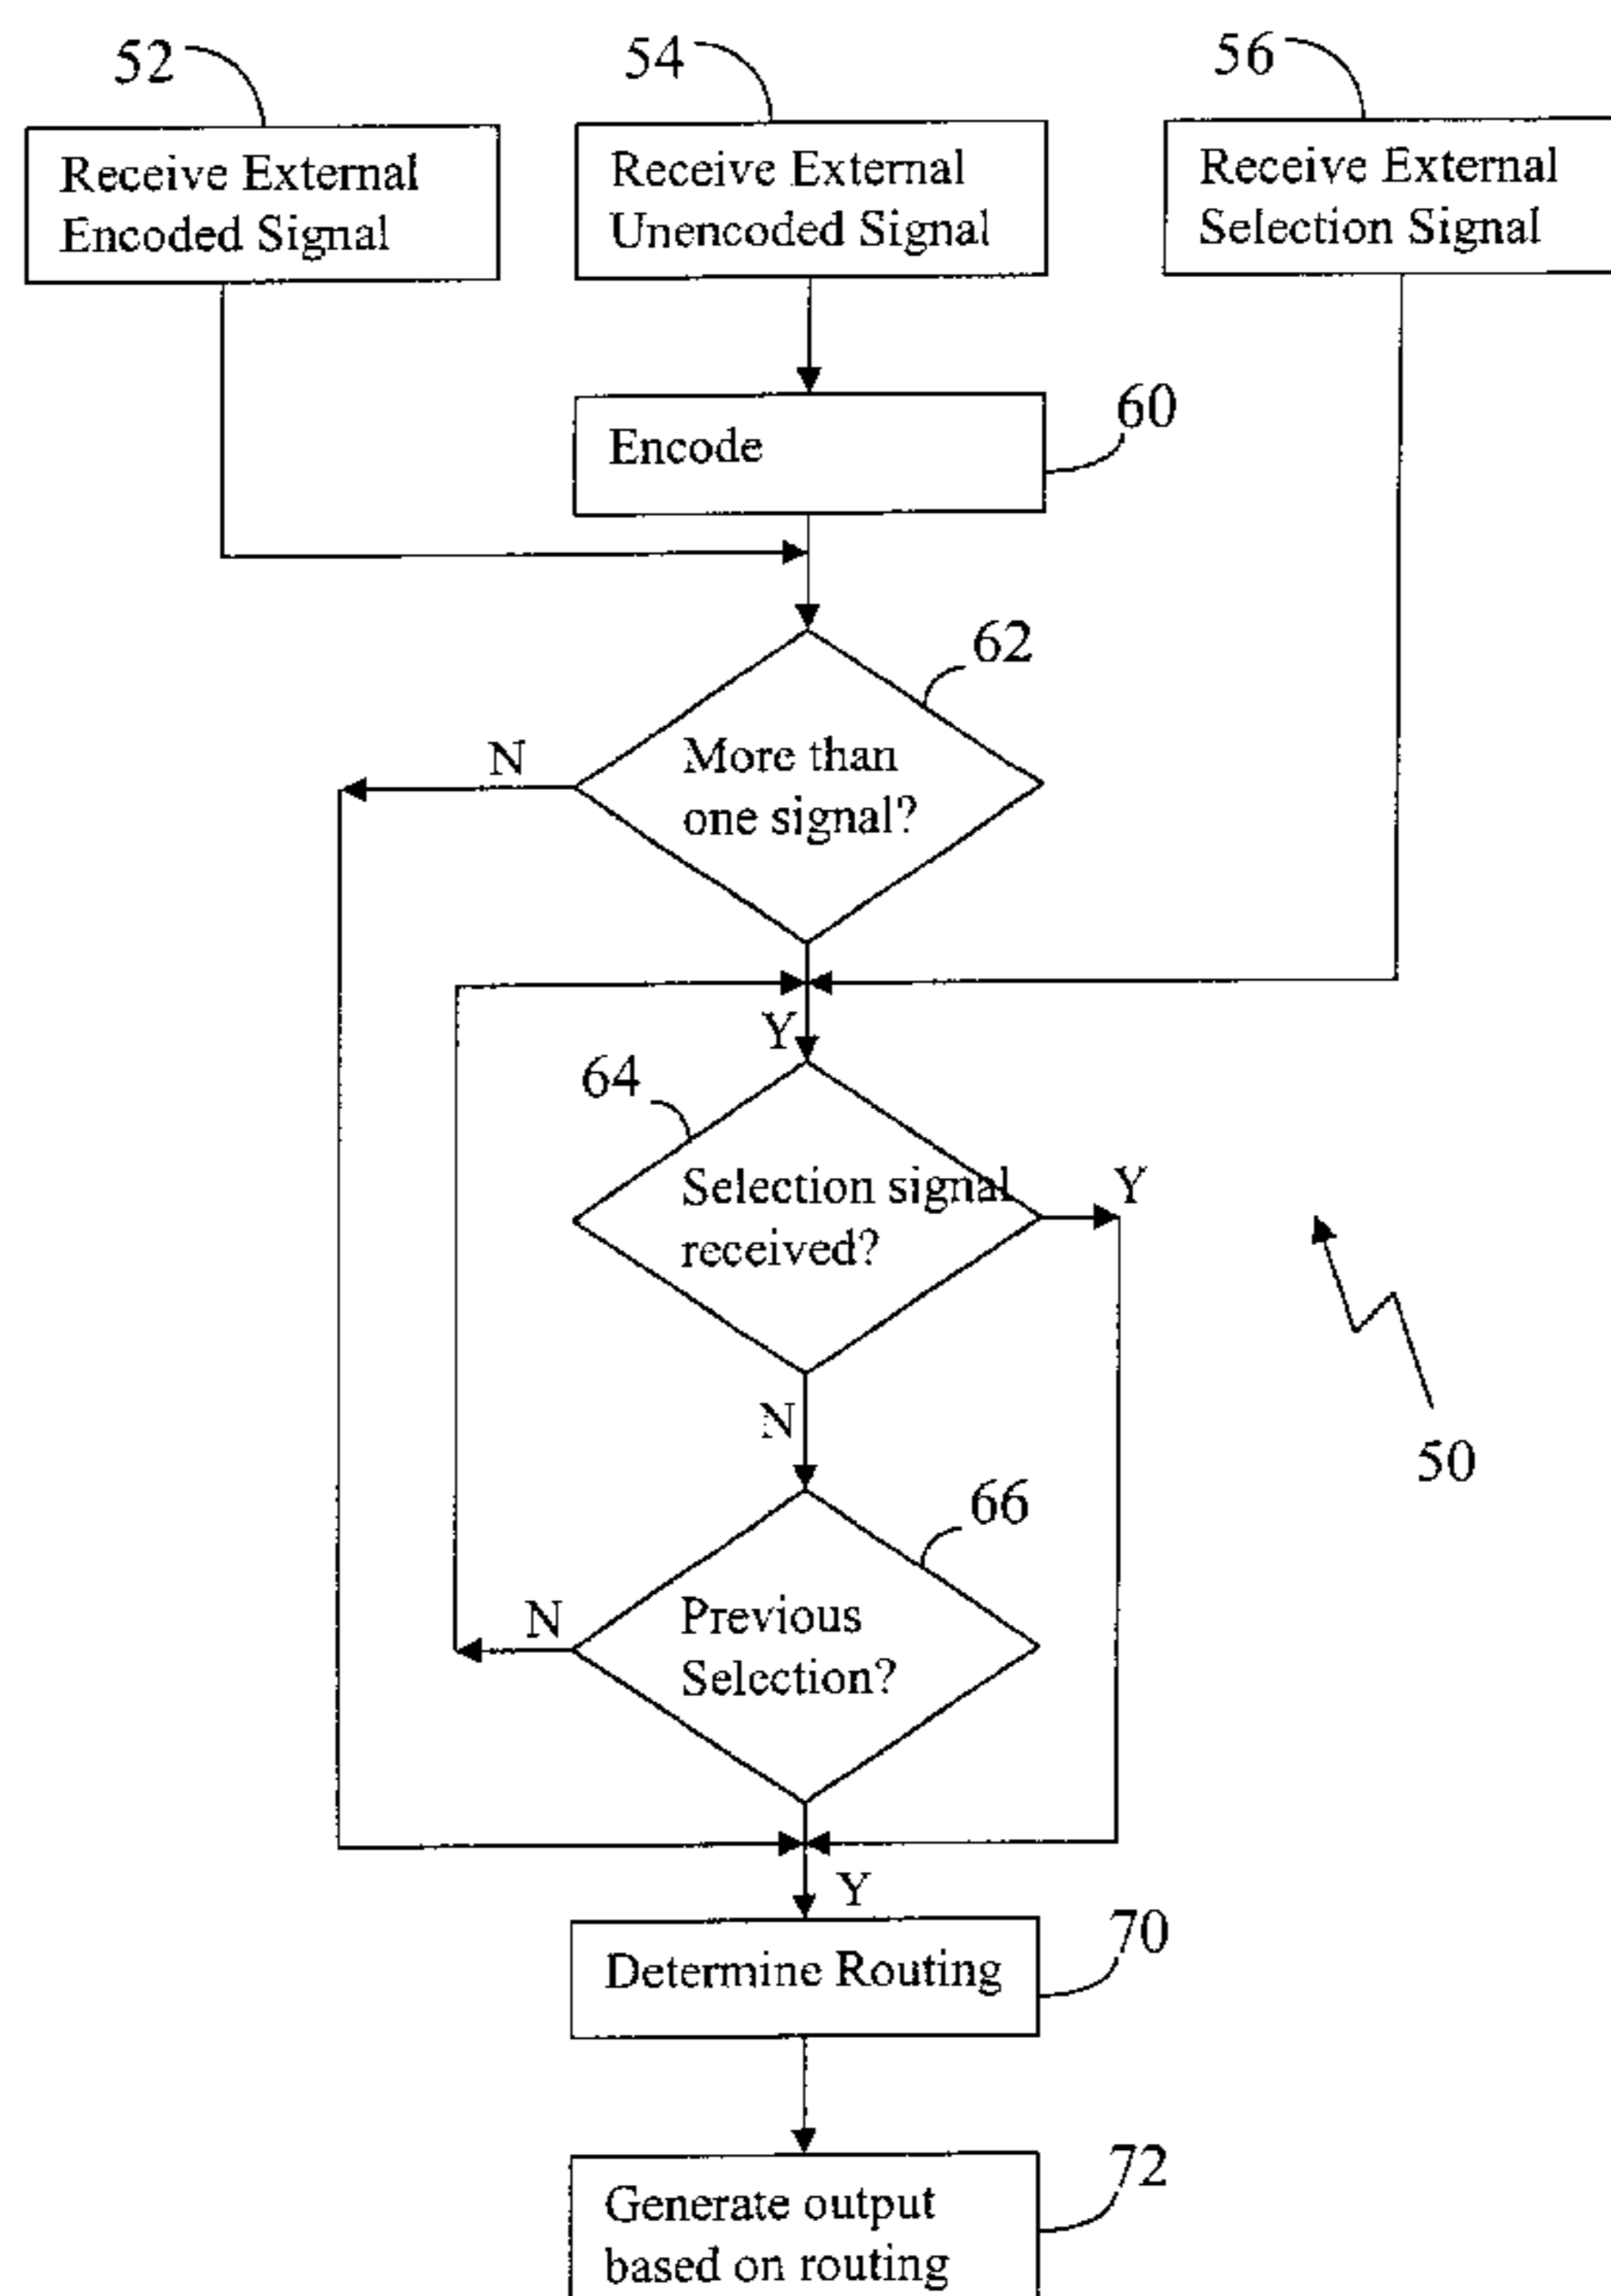 52
54
56
Receive External
Encoded Signal
Receive External
Unencoded Signal
Receive External
Selection Signal
60
Encode
62
N
More than
one signal?
Y
64
Selection signal
received?
Y
N
50
66
N
Previous
Selection?
Y
70
Determine Routing
72
Generate output
based on routing